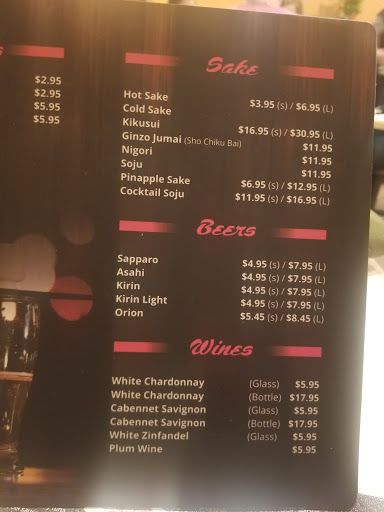 s
$2.95
$2.95
$5.95
$5.95
Sake
Hot Sake $3.95 (s) / $6.95 (L)
Cold Sake
Kikusui $16.95 (s) / $30.95 (L)
Ginzo Jumai (Sho Chiku Bai) $11.95
Nigori $11.95
Soju $11.95
Pinapple Sake $6.95 (s) / $12.95 (L)
Cocktail Soju $11.95 (s) / $16.95 (L)
Beers
Sapparo $4.95 (s) / $7.95 (L)
Asahi $4.95 (s) / $7.95 (L)
Kirin $4.95 (s) / $7.95 (L)
Kirin Light $4.95 (s) / $7.95 (L)
Orion $5.45 (s) / $8.45 (L)
Wines
White Chardonnay (Glass) $5.95
White Chardonnay (Bottle) $17.95
Cabennet Savignon (Glass) $5.95
Cabennet Savignon (Bottle) $17.95
White Zinfandel (Glass) $5.95
Plum Wine $5.95